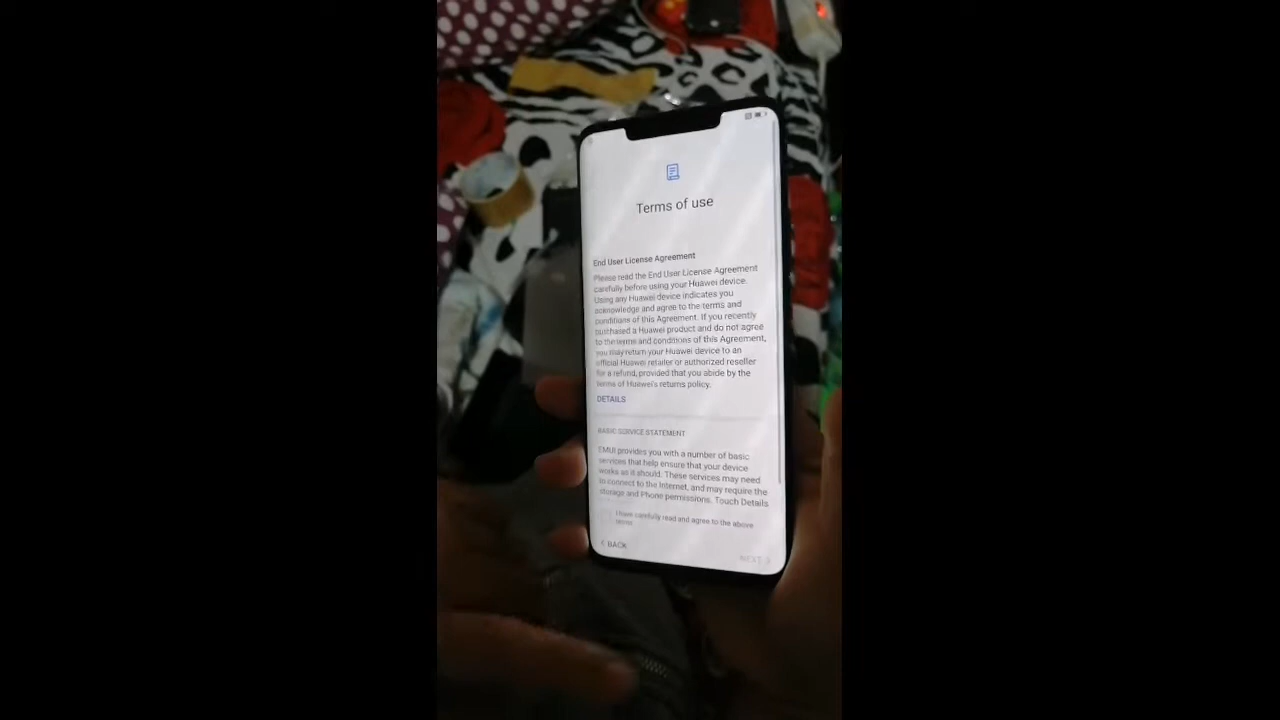 Terms of use
End User License Agreement
Please read the End User License Agreement
carefully before using your Huawei device.
Using any Huawei device indicates you
acknowledge and agree to the terms and
conditions of this Agreement. If you recently
purchased a Huawei product and do not agree
to the terms and conditions of this Agreement,
you may return your Huawei device to an
official Huawei retailer or authorized reseller
for a refund, provided that you abide by the
terms of Huawei's returns policy.
DETAILS
BASIC SERVICE STATEMENT
EMUI provides you with a number of basic
services that help ensure that your device
works as it should. These services may need
to connect to the Internet, and may require the
storage and Phone permissions. Touch Details
I have carefully read and agree to the above
terms
BACK
NEXT